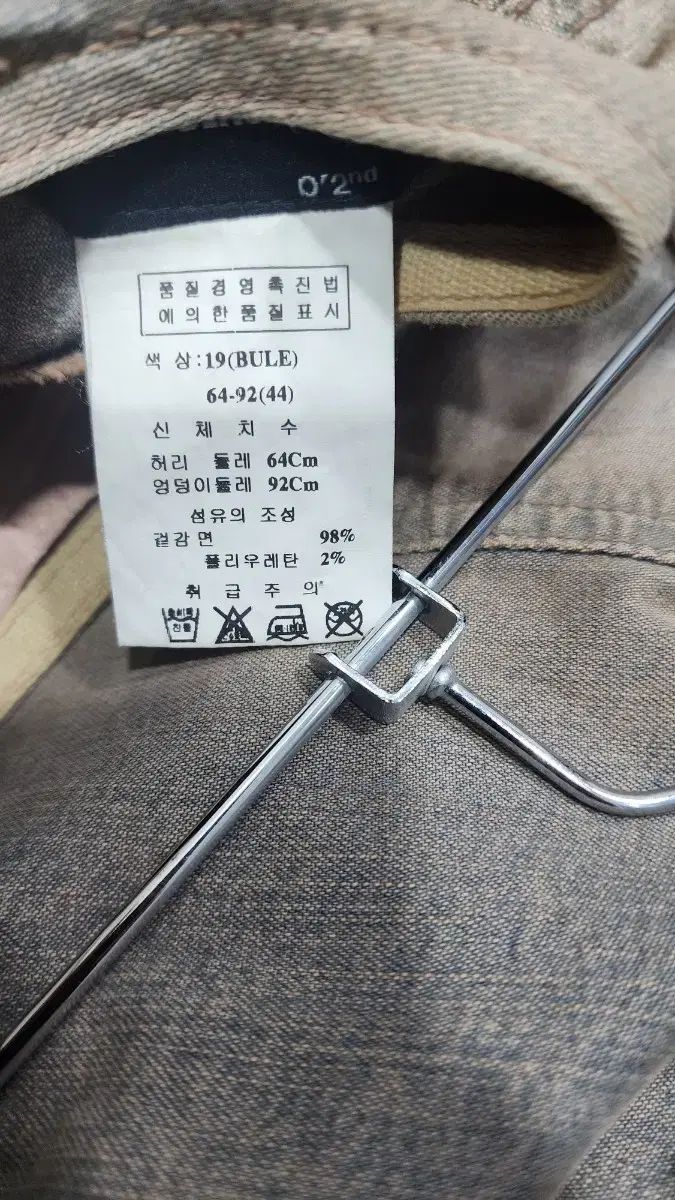 O'2nd
품질경영촉진법
에의한품질표시
색 상 : 19(BULE)
64-92(44)
신 체 치 수
허리 둘레 64Cm
엉덩이둘레 92Cm
섬유의 조성
겉감면 98%
폴리우레탄 2%
취 급 주 의
찬물